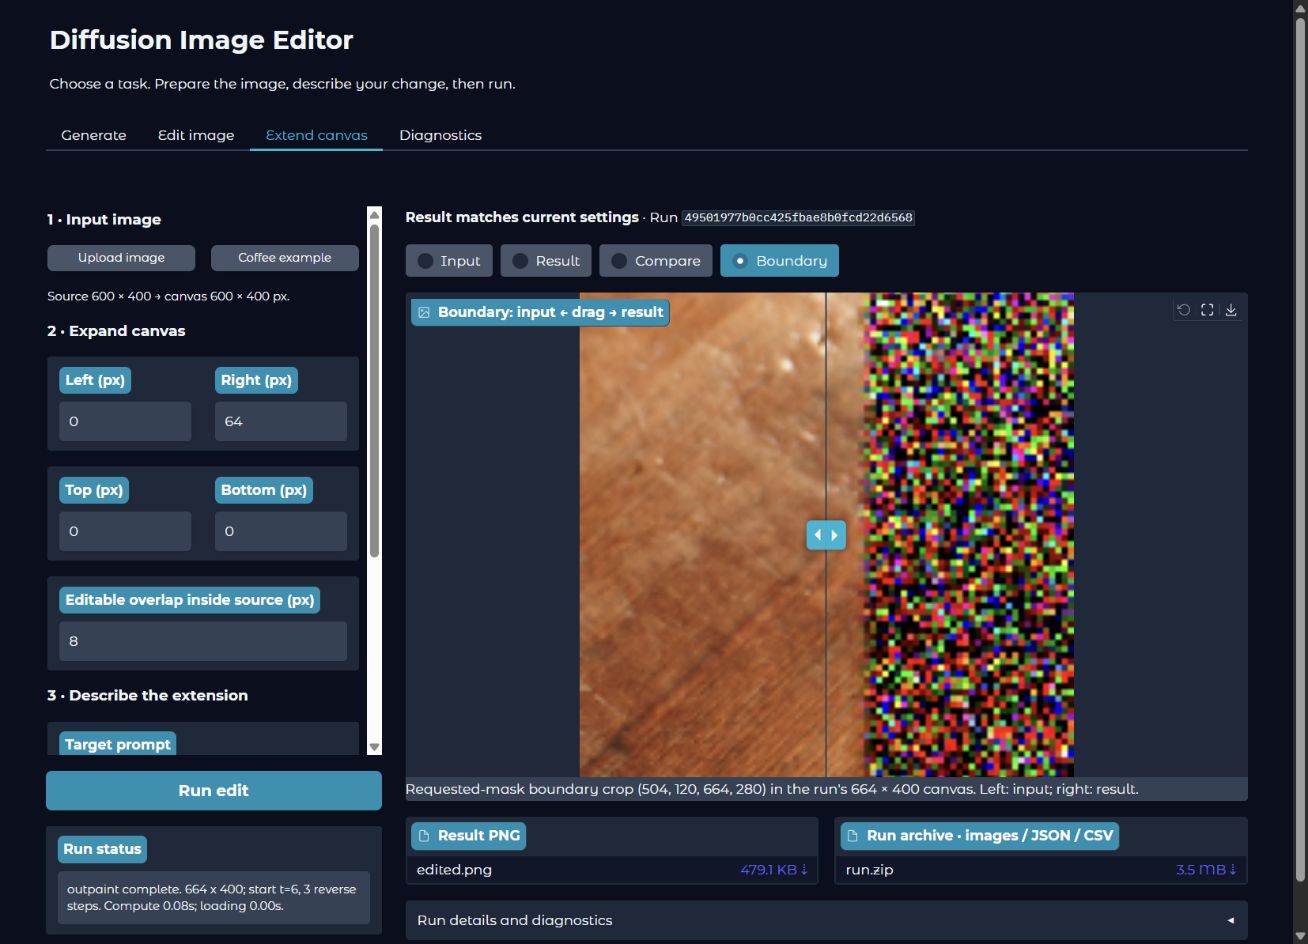 Diffusion Image Editor
Choose a task. Prepare the image, describe your change, then run.
Generate Edit image Extend canvas Diagnostics
1 · Input image
Upload image Coffee example
Source 600 × 400 → canvas 600 × 400 px.
2 · Expand canvas
Left (px) Right (px)
0 64
Top (px) Bottom (px)
0 0
Editable overlap inside source (px)
8
3 · Describe the extension
Target prompt
Run edit
Run status
outpaint complete. 664 x 400; start t=6, 3 reverse
steps. Compute 0.08s; loading 0.00s.
Result matches current settings · Run 49501977b0cc425fbae8b0fcd22d6568
Input Result Compare Boundary
Boundary: input ← drag → result
Requested-mask boundary crop (504, 120, 664, 280) in the run's 664 × 400 canvas. Left: input; right: result.
Result PNG
edited.png 479.1 KB ↓
Run archive · images / JSON / CSV
run.zip 3.5 MB ↓
Run details and diagnostics